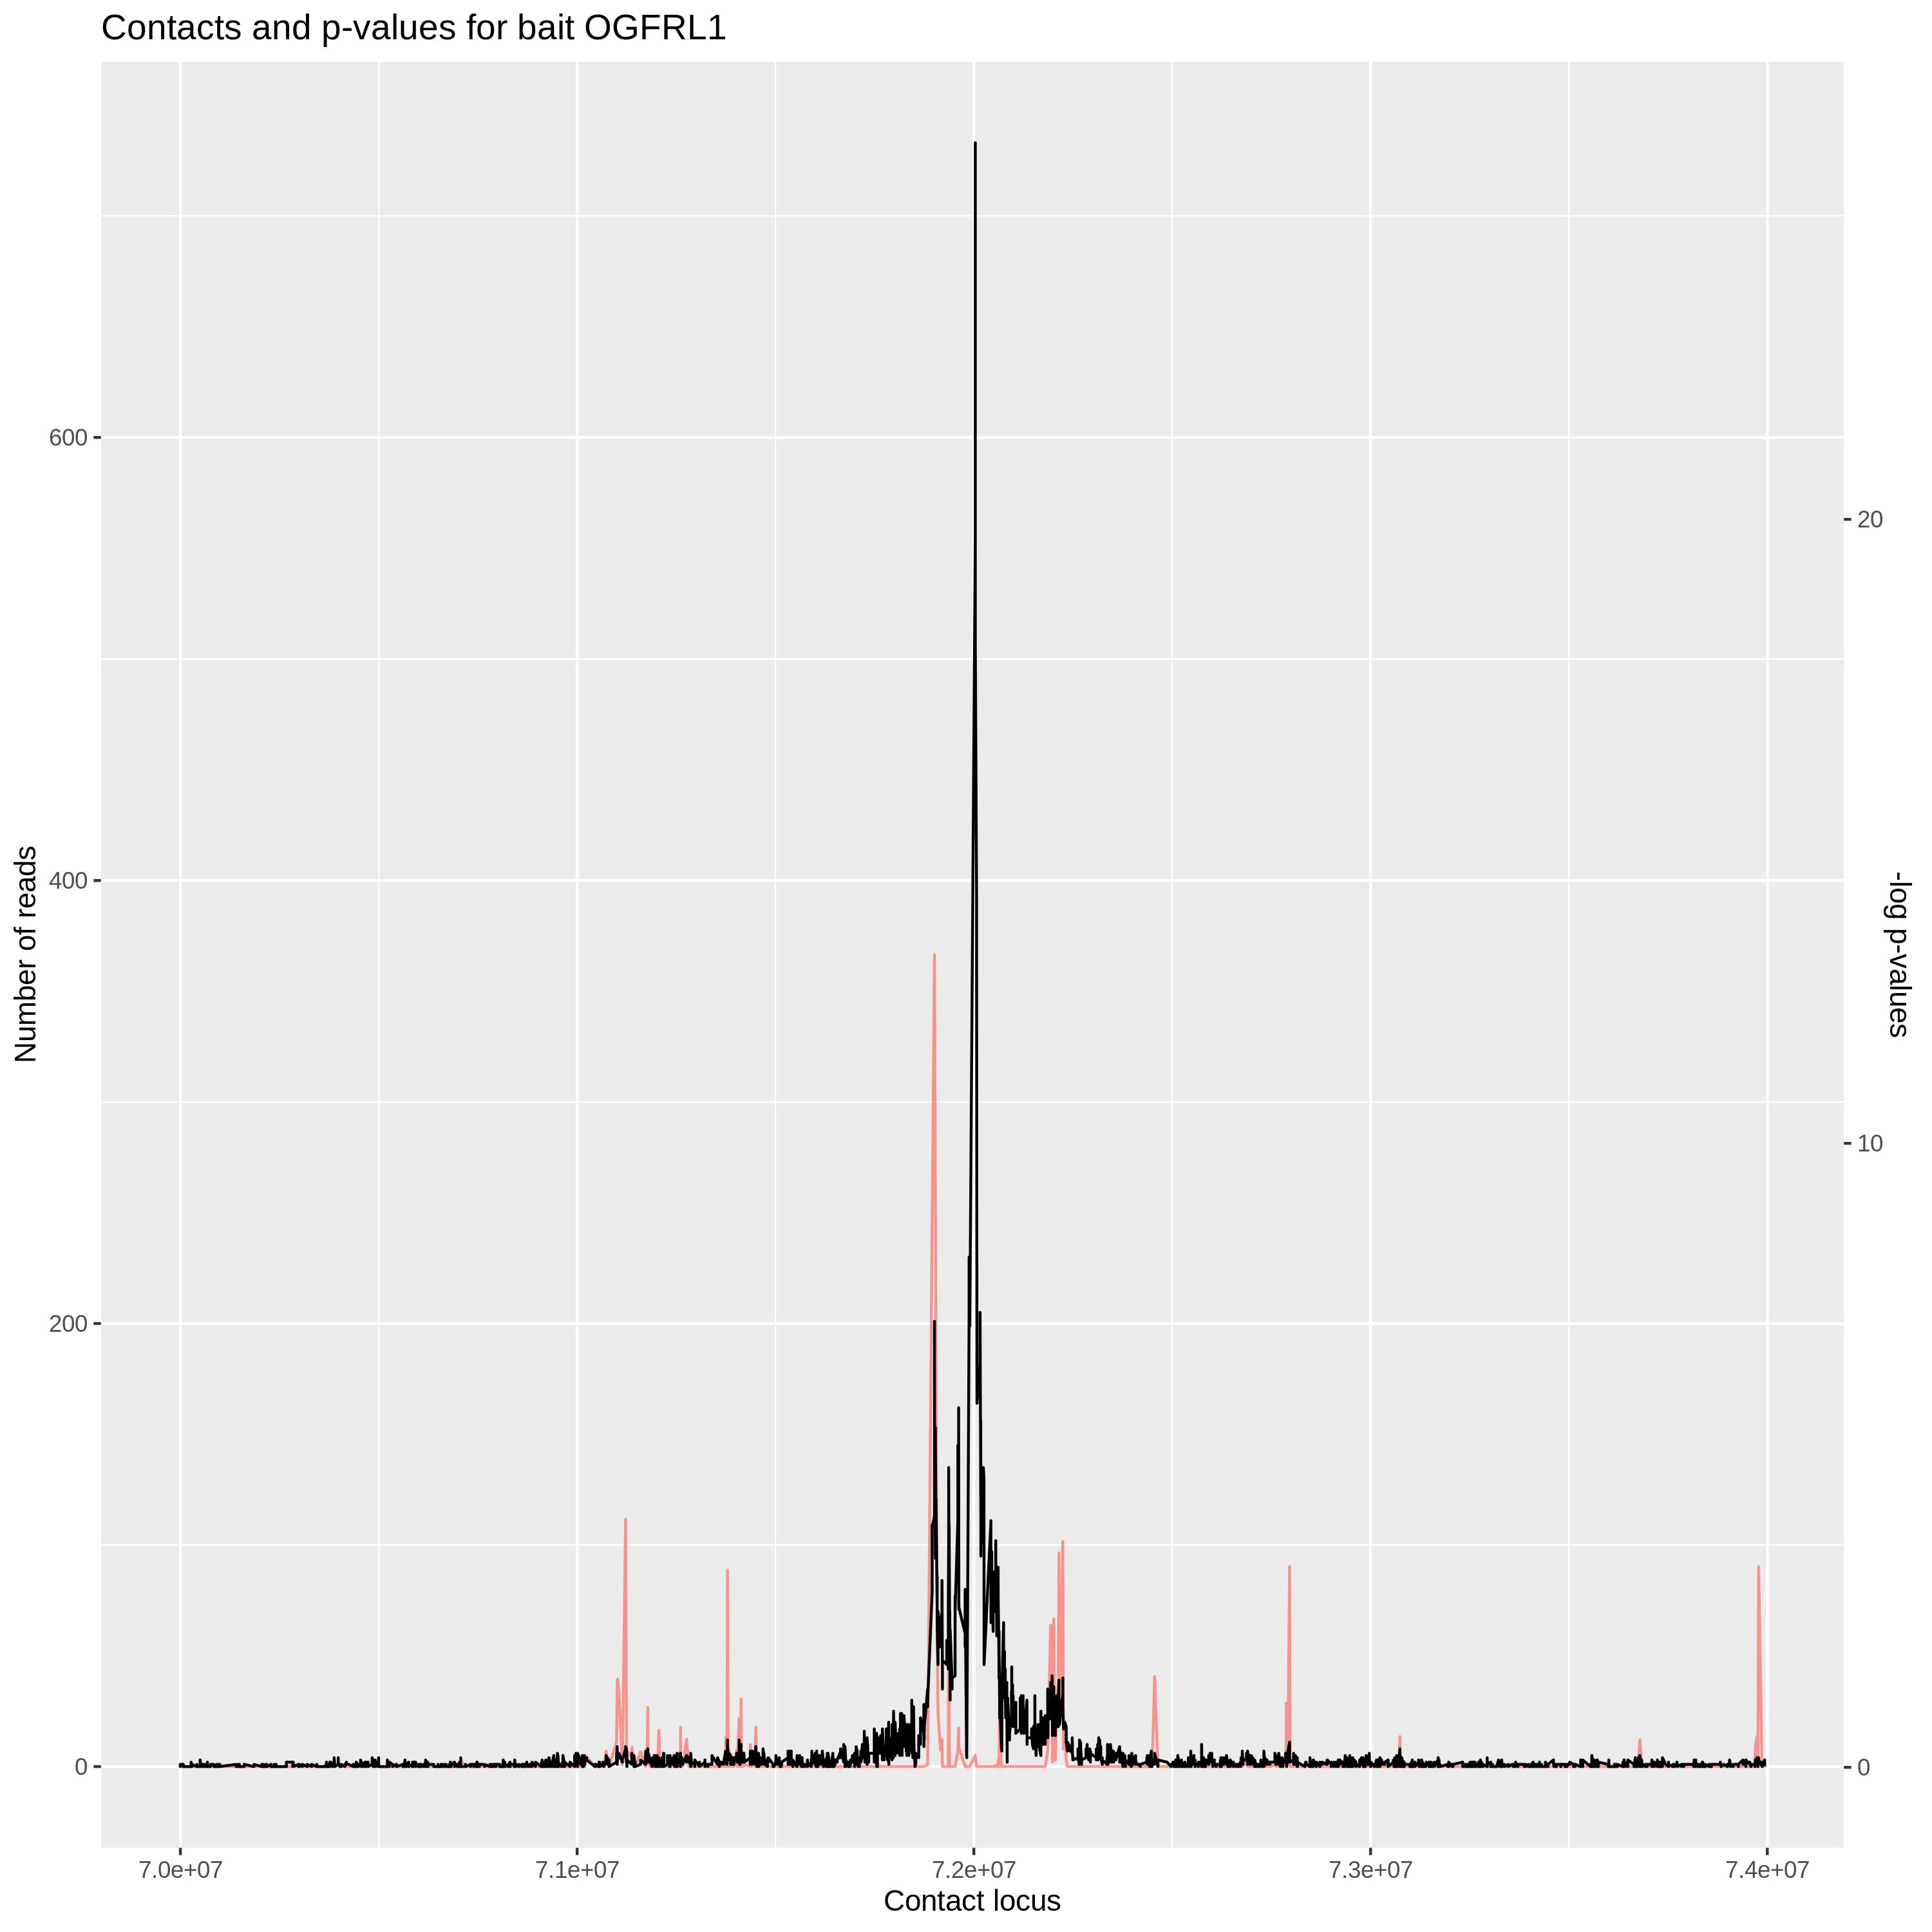 Contacts and p-values for bait OGFRL1
Number of reads
600
400
200
0
20
10
0
-log p-values
7.0e+07
7.1e+07
7.2e+07
7.3e+07
7.4e+07
Contact locus